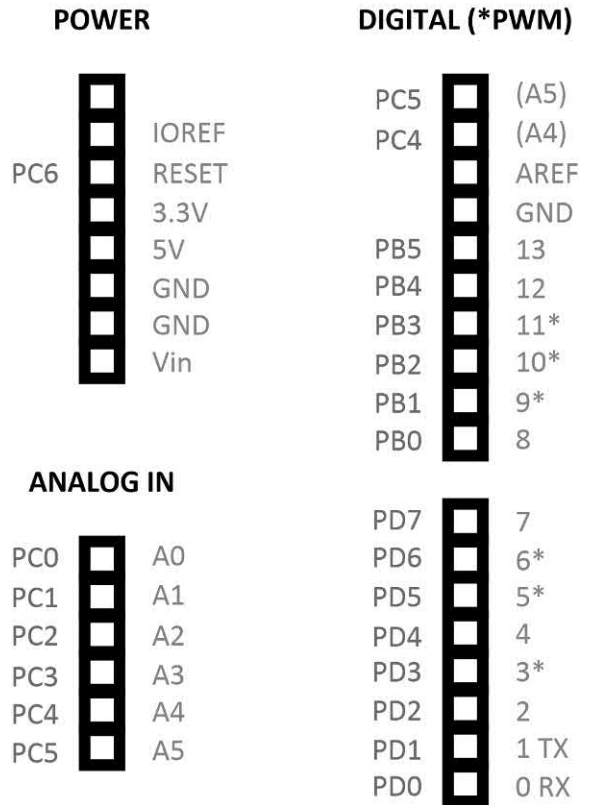 POWER
IOREF
PC6 RESET
3.3V
5V
GND
GND
Vin
ANALOG IN
PC0 A0
PC1 A1
PC2 A2
PC3 A3
PC4 A4
PC5 A5
DIGITAL (*PWM)
PC5 (A5)
PC4 (A4)
AREF
GND
PB5 13
PB4 12
PB3 11*
PB2 10*
PB1 9*
PB0 8
PD7 7
PD6 6*
PD5 5*
PD4 4
PD3 3*
PD2 2
PD1 1 TX
PD0 0 RX